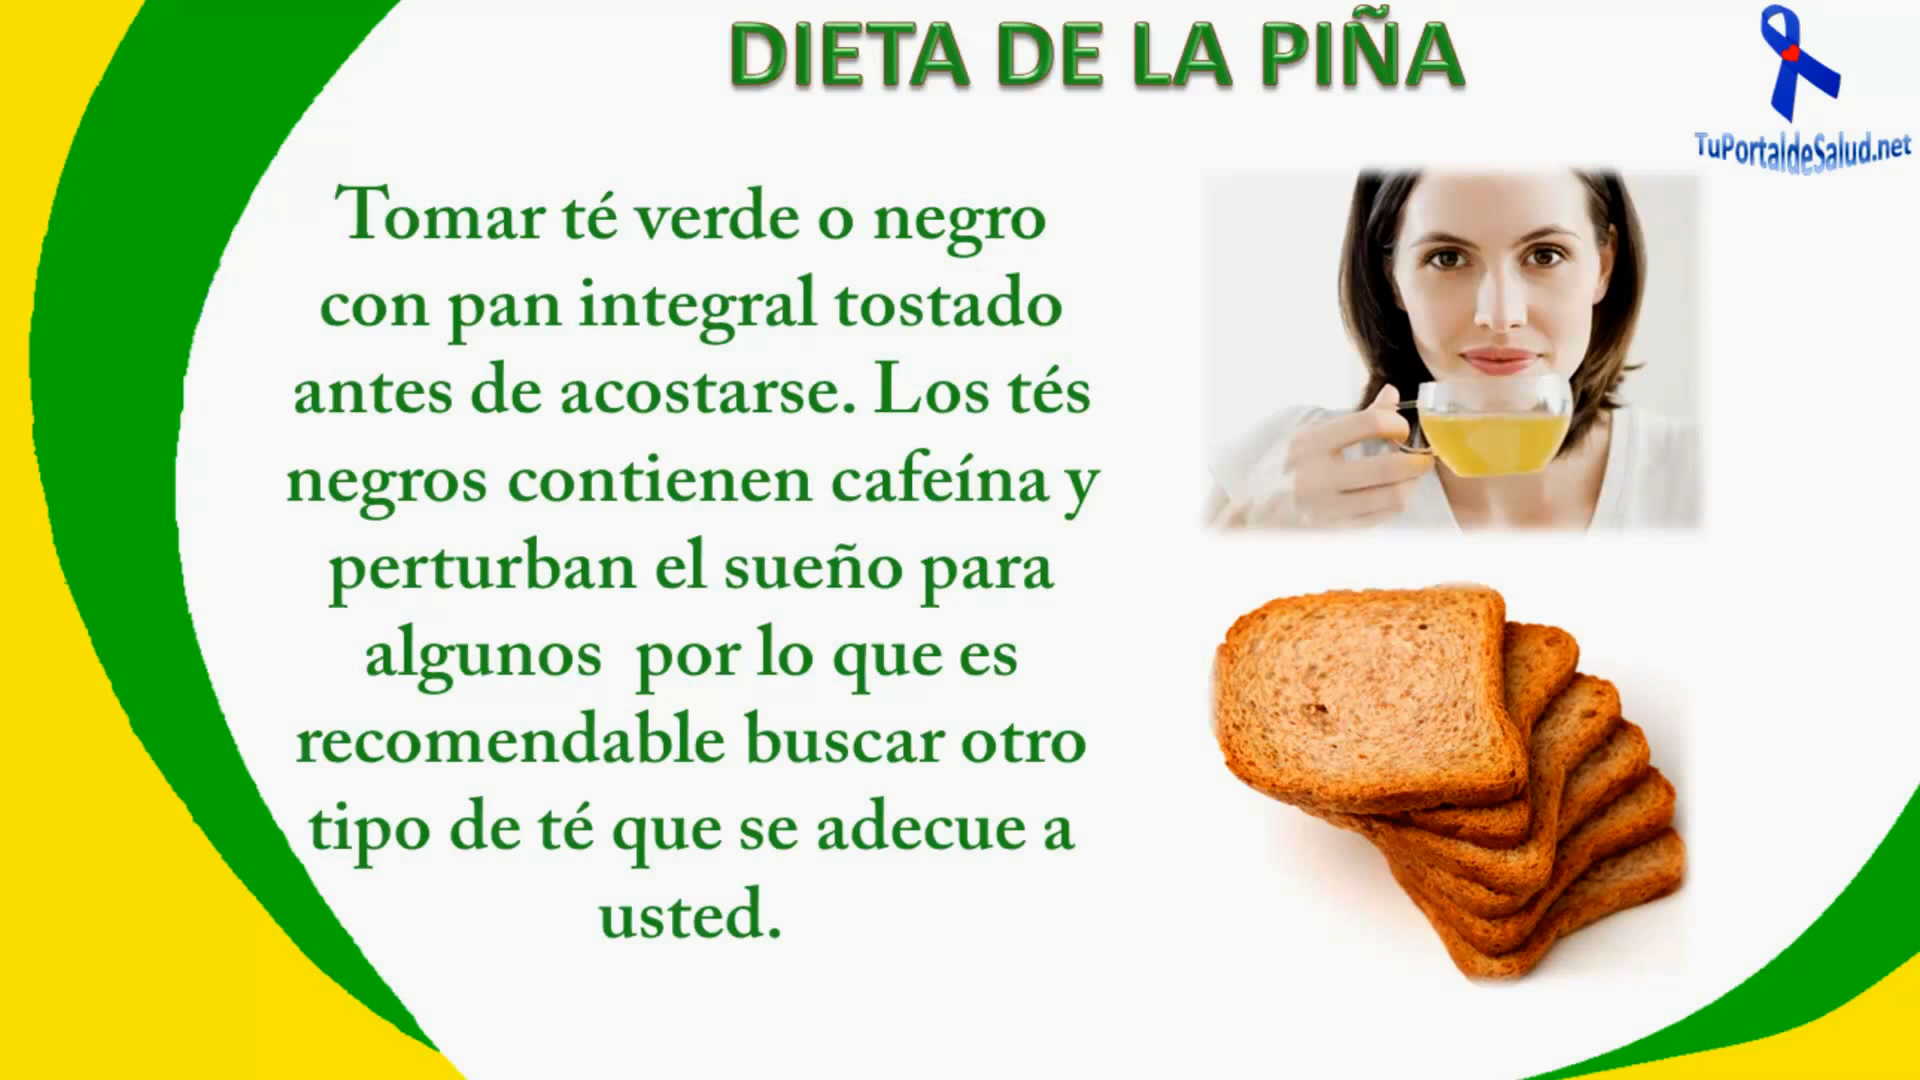 DIETA DE LA PIÑA
TuPortaldeSalud.net
Tomar té verde o negro
con pan integral tostado
antes de acostarse. Los tés
negros contienen cafeína y
perturban el sueño para
algunos  por lo que es
recomendable buscar otro
tipo de té que se adecue a
usted.